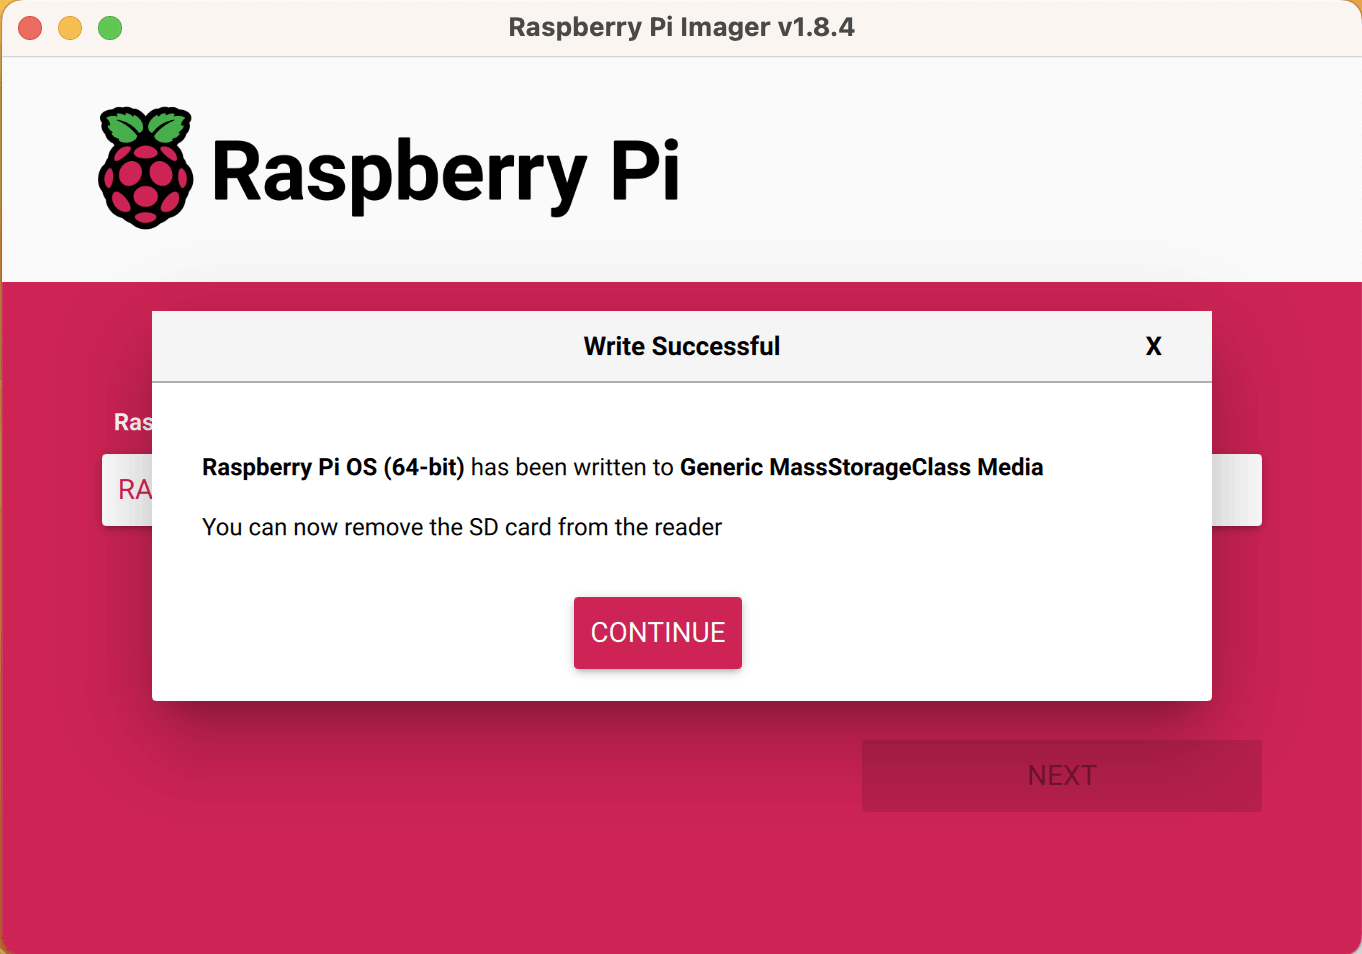 Raspberry Pi Imager v1.8.4
Raspberry Pi
Write Successful X
Ras
RA
Raspberry Pi OS (64-bit) has been written to Generic MassStorageClass Media
You can now remove the SD card from the reader
CONTINUE
NEXT